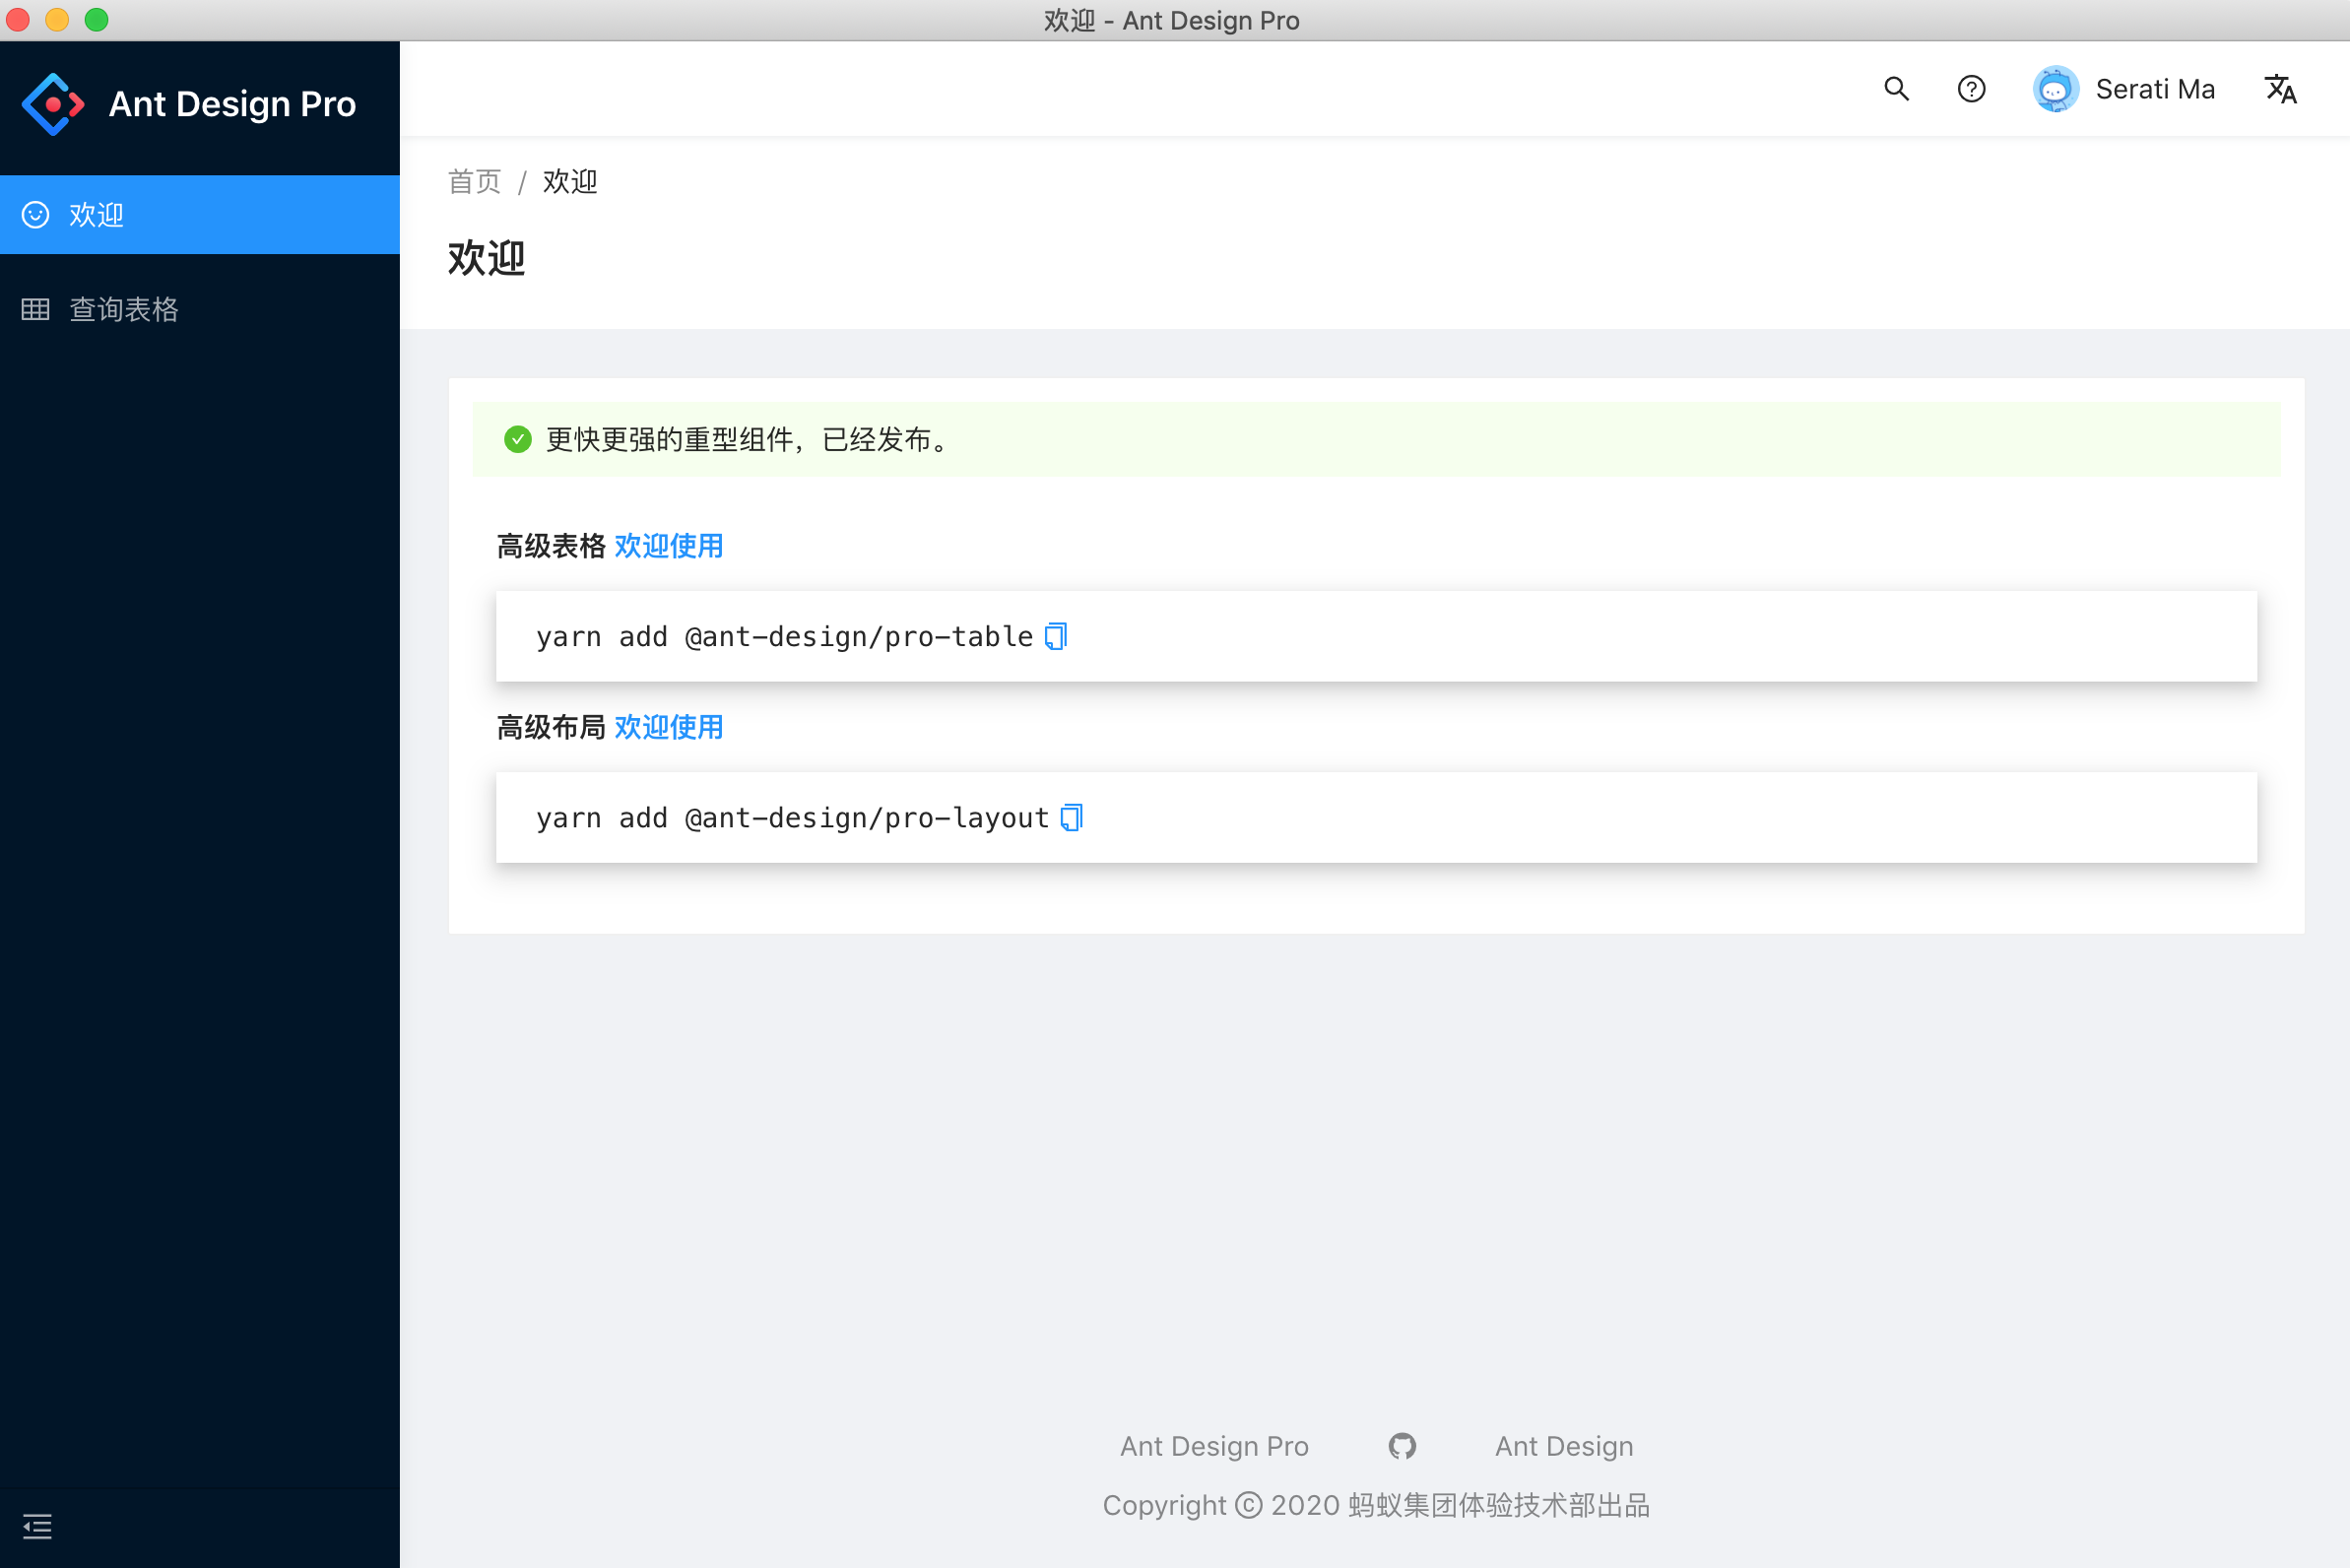 欢迎 - Ant Design Pro
Ant Design Pro
欢迎
查询表格
Serati Ma
首页 / 欢迎
欢迎
更快更强的重型组件，已经发布。
高级表格 欢迎使用
yarn add @ant-design/pro-table
高级布局 欢迎使用
yarn add @ant-design/pro-layout
Ant Design Pro Ant Design
Copyright © 2020 蚂蚁集团体验技术部出品